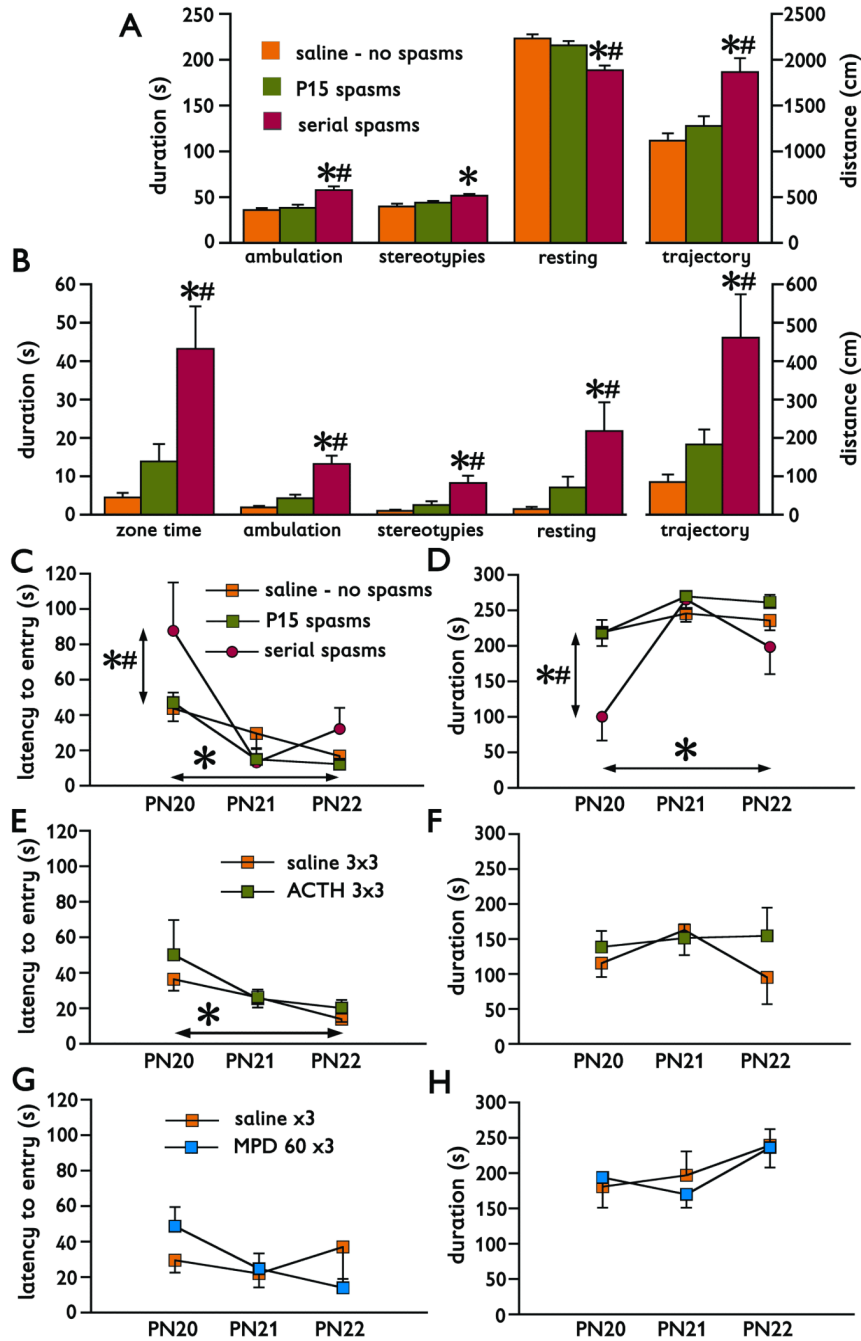 A
duration (s)
250
200
150
100
50
0
saline - no spasms
P15 spasms
serial spasms
*#
*
*#
*#
2500
2000
1500
1000
500
0
distance (cm)
ambulation stereotypies resting trajectory
B
duration (s)
60
50
40
30
20
10
0
*#
*#
*#
*#
*#
600
500
400
300
200
100
0
distance (cm)
zone time ambulation stereotypies resting trajectory
C
latency to entry (s)
120
100
80
60
40
20
0
saline - no spasms
P15 spasms
serial spasms
*#
*
PN20 PN21 PN22
D
duration (s)
300
250
200
150
100
50
0
*#
*
PN20 PN21 PN22
E
latency to entry (s)
120
100
80
60
40
20
0
saline 3x3
ACTH 3x3
*
PN20 PN21 PN22
F
duration (s)
300
250
200
150
100
50
0
PN20 PN21 PN22
G
latency to entry (s)
120
100
80
60
40
20
0
saline x3
MPD 60 x3
PN20 PN21 PN22
H
duration (s)
300
250
200
150
100
50
0
PN20 PN21 PN22